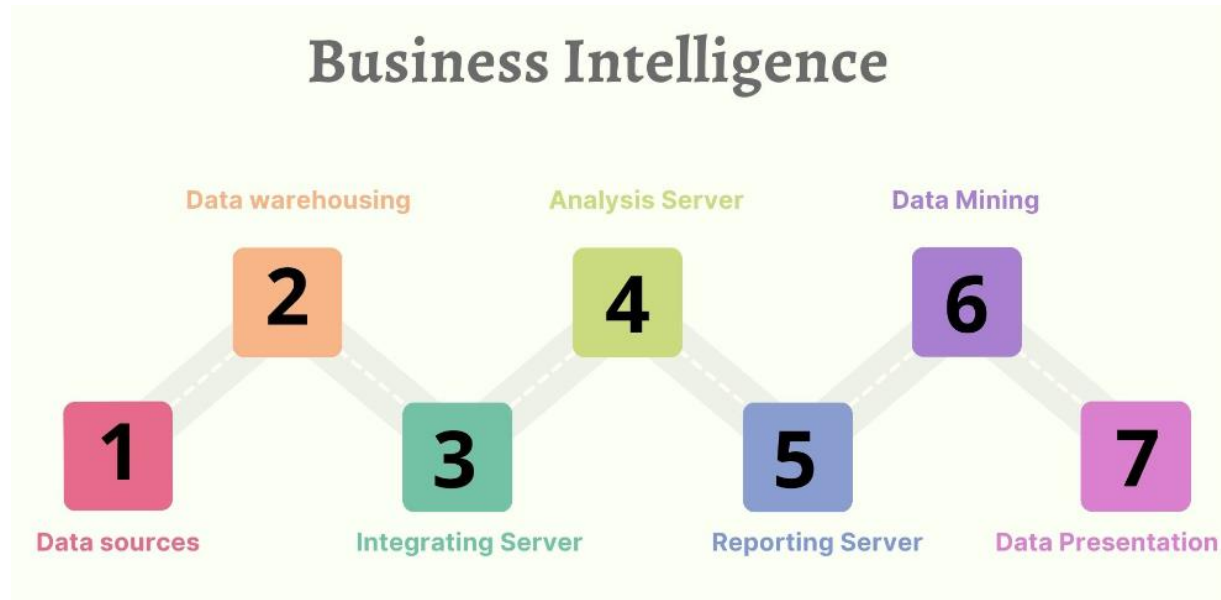 Business Intelligence
Data warehousing
Analysis Server
Data Mining
2
4
6
1
3
5
7
Data sources
Integrating Server
Reporting Server
Data Presentation